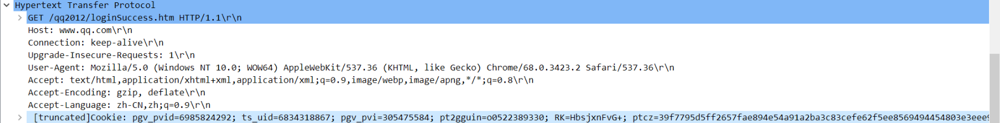 Hypertext Transfer Protocol
GET /qq2012/loginSuccess.htm HTTP/1.1\r\n
Host: www.qq.com\r\n
Connection: keep-alive\r\n
Upgrade-Insecure-Requests: 1\r\n
User-Agent: Mozilla/5.0 (Windows NT 10.0; WOW64) AppleWebKit/537.36 (KHTML, like Gecko) Chrome/68.0.3423.2 Safari/537.36\r\n
Accept: text/html,application/xhtml+xml,application/xml;q=0.9,image/webp,image/apng,*/*;q=0.8\r\n
Accept-Encoding: gzip, deflate\r\n
Accept-Language: zh-CN,zh;q=0.9\r\n
[truncated]Cookie: pgv_pvid=6985824292; ts_uid=6834318867; pgv_pvi=305475584; pt2gguin=o0522389330; RK=HbsjxnFvG+; ptcz=39f7795d5ff2657fae894e54a91a2ba3c83cefe62f5ee8569494454803e3eee9